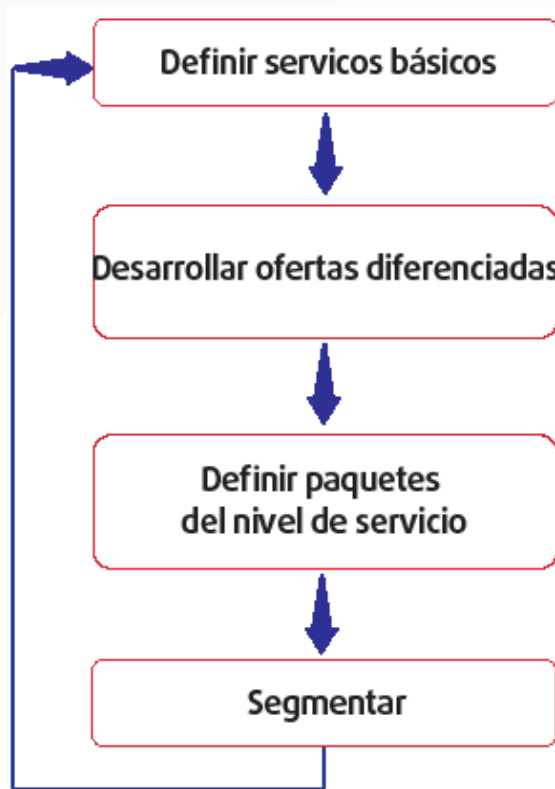 Definir servicos básicos
Desarrollar ofertas diferenciadas
Definir paquetes
del nivel de servicio
Segmentar